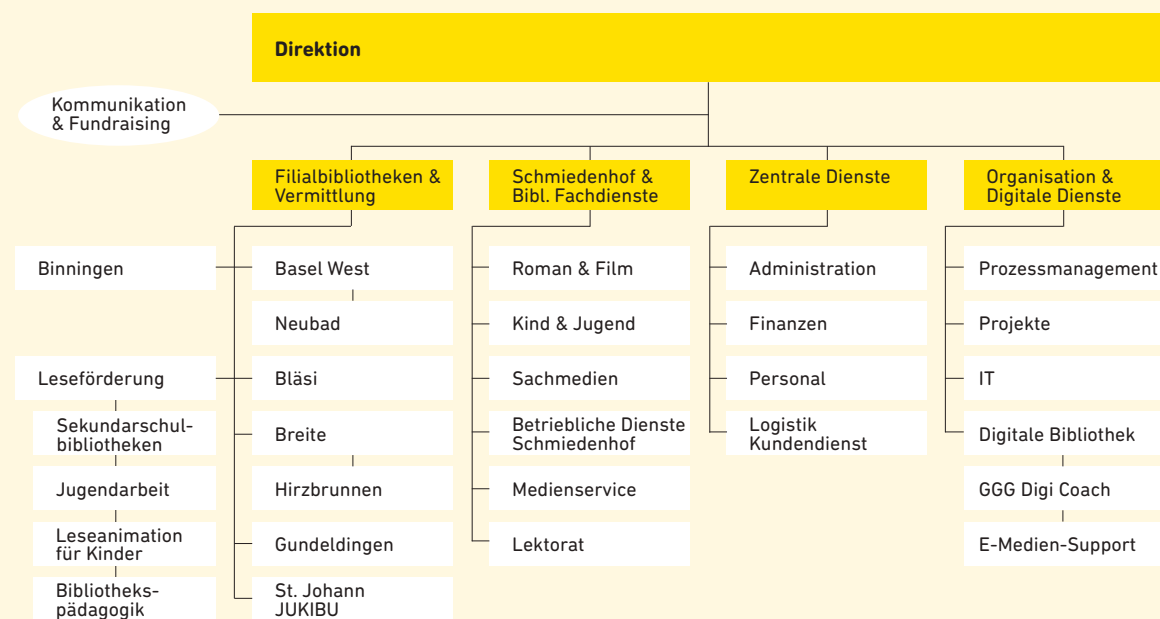 Direktion
Kommunikation
& Fundraising
Filialbibliotheken &
Vermittlung
Schmiedenhof &
Bibl. Fachdienste
Zentrale Dienste
Organisation &
Digitale Dienste
Binningen
Basel West
Roman & Film
Administration
Prozessmanagement
Neubad
Kind & Jugend
Finanzen
Projekte
Leseförderung
Bläsi
Sachmedien
Personal
IT
Sekundarschul-
bibliotheken
Breite
Betriebliche Dienste
Schmiedenhof
Logistik
Kundendienst
Digitale Bibliothek
Jugendarbeit
Hirzbrunnen
Medienservice
GGG Digi Coach
Leseanimation
für Kinder
Gundeldingen
Lektorat
E-Medien-Support
Bibliotheks-
pädagogik
St. Johann
JUKIBU